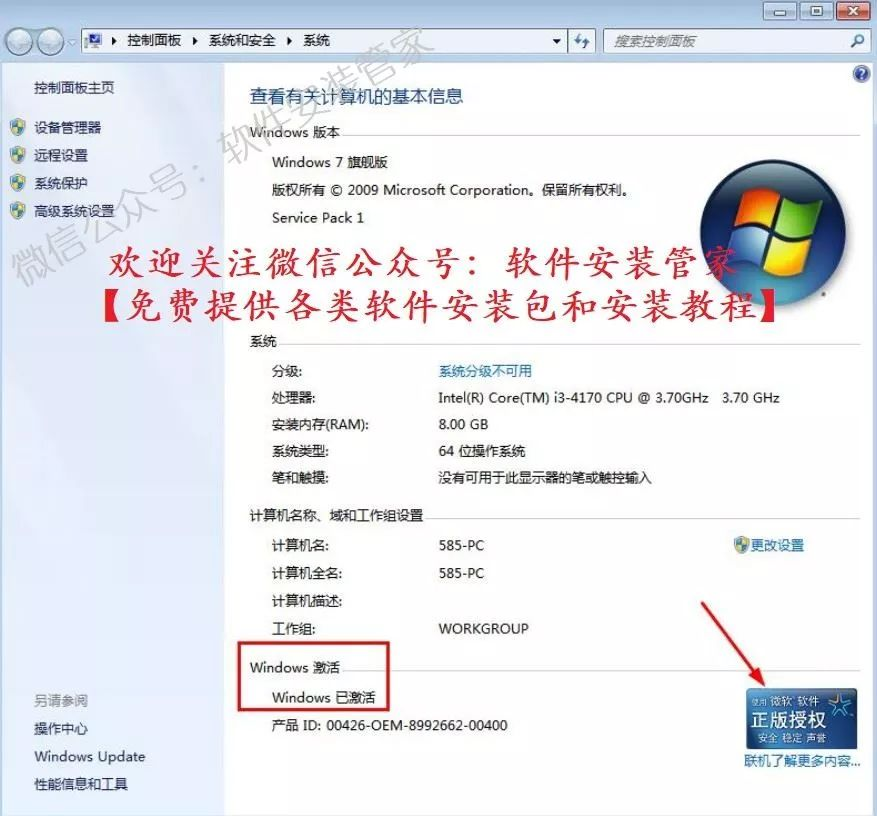 控制面板 系统和安全 系统 搜索控制面板
微信公众号：软件安装管家
控制面板主页
设备管理器
远程设置
系统保护
高级系统设置
查看有关计算机的基本信息
Windows 版本
Windows 7 旗舰版
版权所有 © 2009 Microsoft Corporation。保留所有权利。
Service Pack 1
欢迎关注微信公众号：软件安装管家
【免费提供各类软件安装包和安装教程】
系统
分级: 系统分级不可用
处理器: Intel(R) Core(TM) i3-4170 CPU @ 3.70GHz 3.70 GHz
安装内存(RAM): 8.00 GB
系统类型: 64 位操作系统
笔和触摸: 没有可用于此显示器的笔或触控输入
计算机名称、域和工作组设置
计算机名: 585-PC 更改设置
计算机全名: 585-PC
计算机描述:
工作组: WORKGROUP
Windows 激活
Windows 已激活
产品 ID: 00426-OEM-8992662-00400
使用 微软 软件
正版授权
安全 稳定 声誉
联机了解更多内容...
另请参阅
操作中心
Windows Update
性能信息和工具